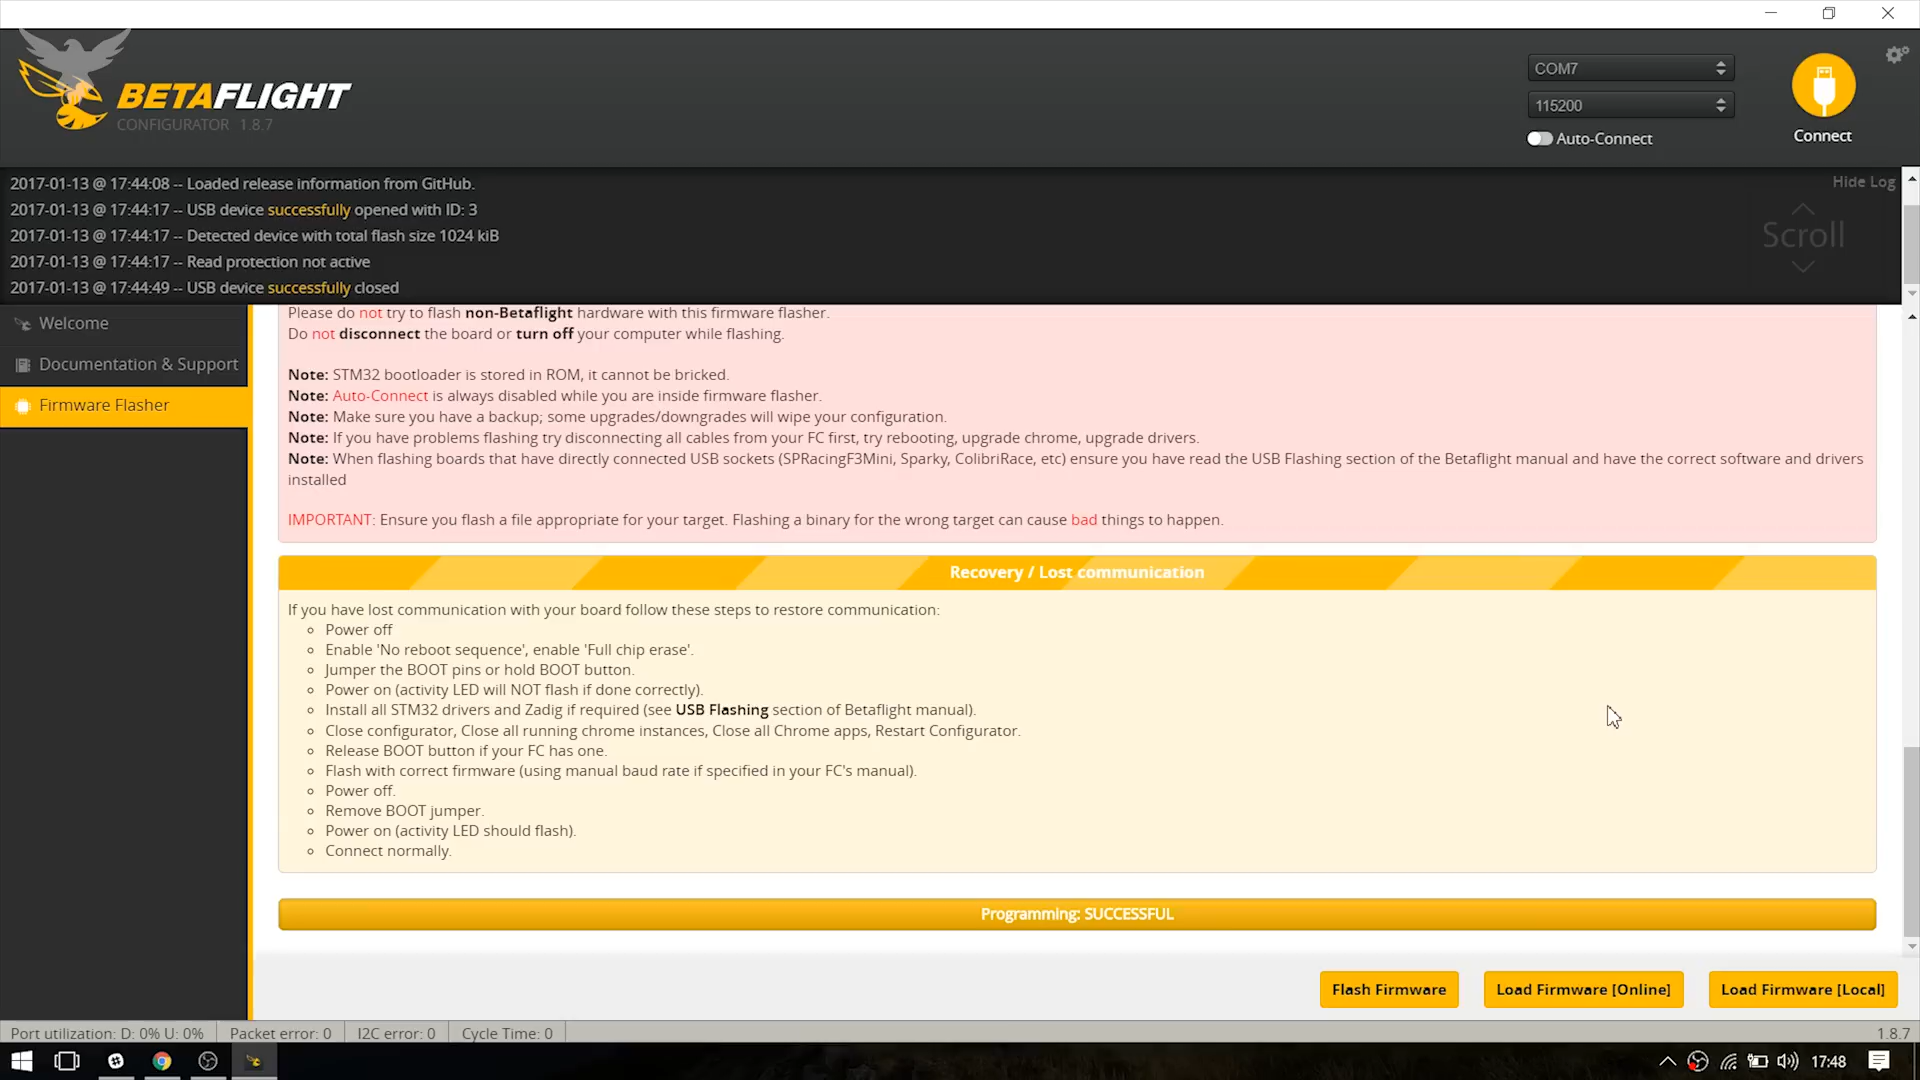 BETAFLIGHT
CONFIGURATOR 1.8.7
COM7
115200
Auto-Connect
Connect
2017-01-13 @ 17:44:08 -- Loaded release information from GitHub.
2017-01-13 @ 17:44:17 -- USB device successfully opened with ID: 3
2017-01-13 @ 17:44:17 -- Detected device with total flash size 1024 kiB
2017-01-13 @ 17:44:17 -- Read protection not active
2017-01-13 @ 17:44:49 -- USB device successfully closed
Hide Log
Scroll
Welcome
Documentation & Support
Firmware Flasher
Please do not try to flash non-Betaflight hardware with this firmware flasher.
Do not disconnect the board or turn off your computer while flashing.
Note: STM32 bootloader is stored in ROM, it cannot be bricked.
Note: Auto-Connect is always disabled while you are inside firmware flasher.
Note: Make sure you have a backup; some upgrades/downgrades will wipe your configuration.
Note: If you have problems flashing try disconnecting all cables from your FC first, try rebooting, upgrade chrome, upgrade drivers.
Note: When flashing boards that have directly connected USB sockets (SPRacingF3Mini, Sparky, ColibriRace, etc) ensure you have read the USB Flashing section of the Betaflight manual and have the correct software and drivers
installed
IMPORTANT: Ensure you flash a file appropriate for your target. Flashing a binary for the wrong target can cause bad things to happen.
Recovery / Lost communication
If you have lost communication with your board follow these steps to restore communication:
Power off
Enable 'No reboot sequence', enable 'Full chip erase'.
Jumper the BOOT pins or hold BOOT button.
Power on (activity LED will NOT flash if done correctly).
Install all STM32 drivers and Zadig if required (see USB Flashing section of Betaflight manual).
Close configurator, Close all running chrome instances, Close all Chrome apps, Restart Configurator.
Release BOOT button if your FC has one.
Flash with correct firmware (using manual baud rate if specified in your FC's manual).
Power off.
Remove BOOT jumper.
Power on (activity LED should flash).
Connect normally.
Programming: SUCCESSFUL
Flash Firmware
Load Firmware [Online]
Load Firmware [Local]
Port utilization: D: 0% U: 0%
Packet error: 0
I2C error: 0
Cycle Time: 0
1.8.7
17:48